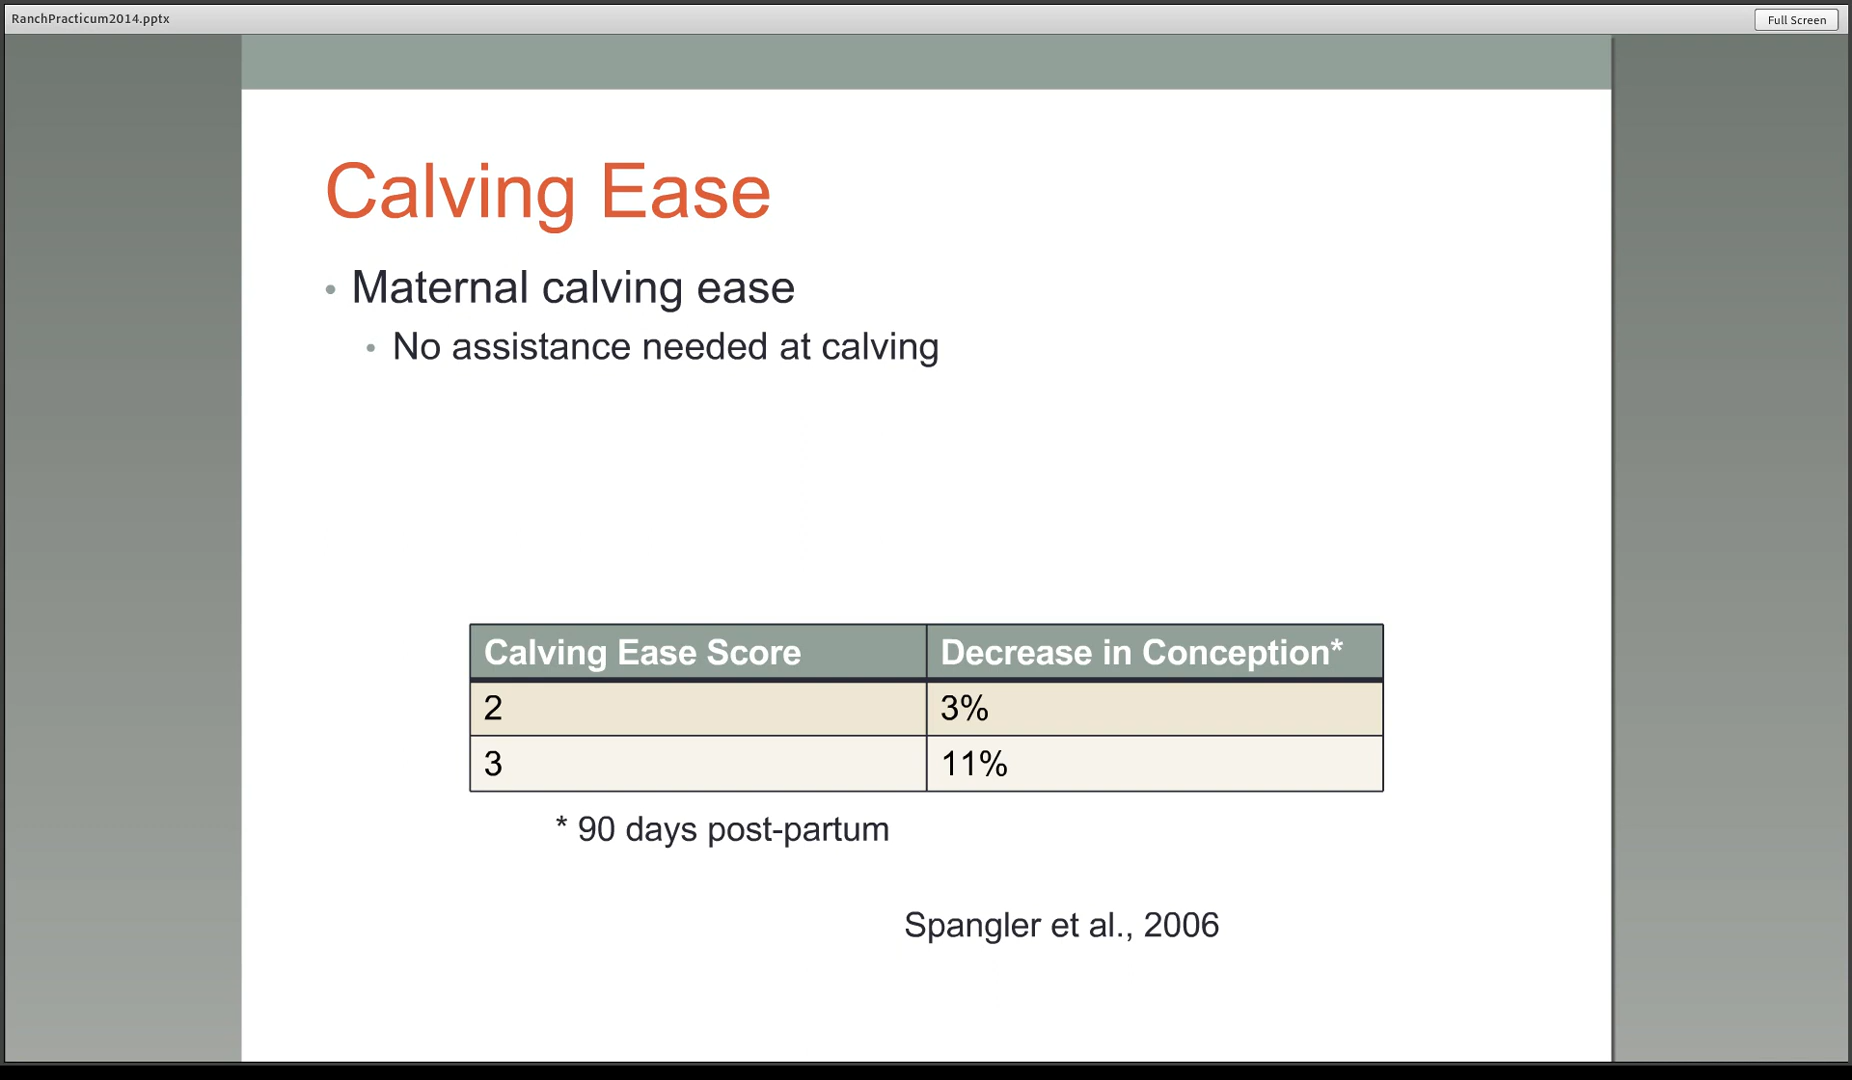 RanchPracticum2014.pptx
Full Screen
Calving Ease
• Maternal calving ease
• No assistance needed at calving
Calving Ease Score Decrease in Conception*
2 3%
3 11%
* 90 days post-partum
Spangler et al., 2006